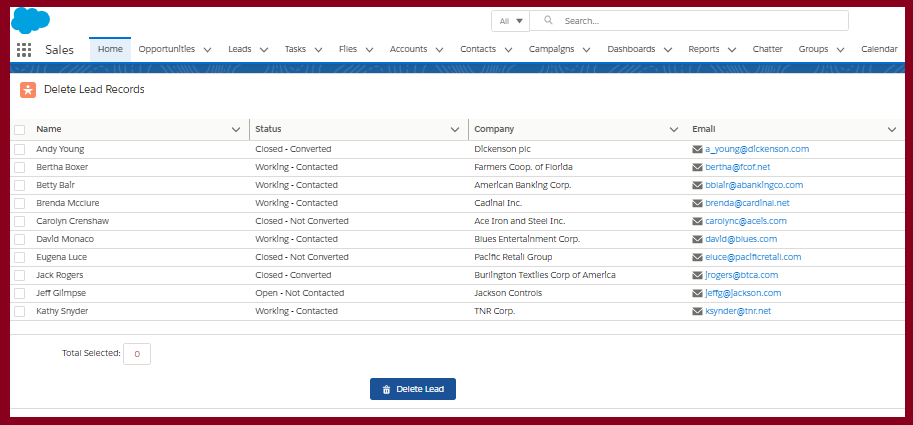 All Search...
Sales Home Opportunities Leads Tasks Files Accounts Contacts Campaigns Dashboards Reports Chatter Groups Calendar
Delete Lead Records
Name Status Company Email
Andy Young Closed - Converted Dickenson plc a_young@dickenson.com
Bertha Boxer Working - Contacted Farmers Coop. of Florida bertha@fcof.net
Betty Bair Working - Contacted American Banking Corp. bblair@abankingco.com
Brenda Mcclure Working - Contacted Cadinal Inc. brenda@cardinal.net
Carolyn Crenshaw Closed - Not Converted Ace Iron and Steel Inc. carolync@aceis.com
David Monaco Working - Contacted Blues Entertainment Corp. david@blues.com
Eugena Luce Closed - Not Converted Pacific Retail Group eluce@pacificretail.com
Jack Rogers Closed - Converted Burlington Textiles Corp of America jrogers@btca.com
Jeff Glimpse Open - Not Contacted Jackson Controls jeffg@jackson.com
Kathy Snyder Working - Contacted TNR Corp. ksynder@tnr.net
Total Selected: 0
Delete Lead